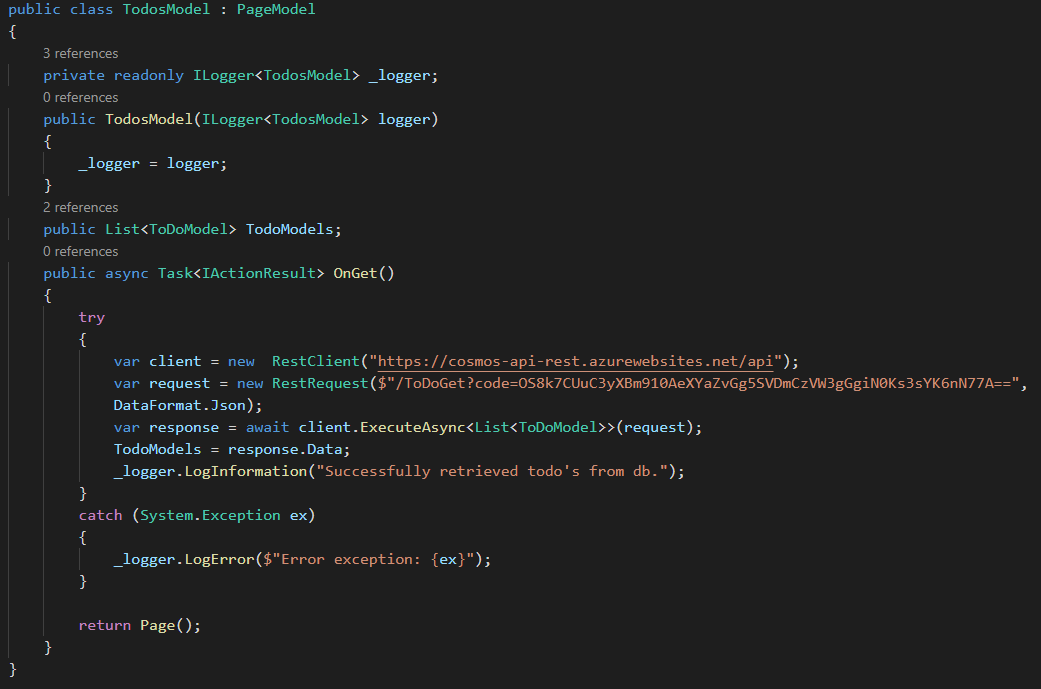 public class TodosModel : PageModel
{
3 references
private readonly ILogger<TodosModel> _logger;
0 references
public TodosModel(ILogger<TodosModel> logger)
{
_logger = logger;
}
2 references
public List<ToDoModel> TodoModels;
0 references
public async Task<IActionResult> OnGet()
{
try
{
var client = new  RestClient("https://cosmos-api-rest.azurewebsites.net/api");
var request = new RestRequest($"/ToDoGet?code=OS8k7CUuC3yXBm910AeXYaZvGg5SVDmCzVW3gGgiN0Ks3sYK6nN77A==",
DataFormat.Json);
var response = await client.ExecuteAsync<List<ToDoModel>>(request);
TodoModels = response.Data;
_logger.LogInformation("Successfully retrieved todo's from db.");
}
catch (System.Exception ex)
{
_logger.LogError($"Error exception: {ex}");
}
return Page();
}
}